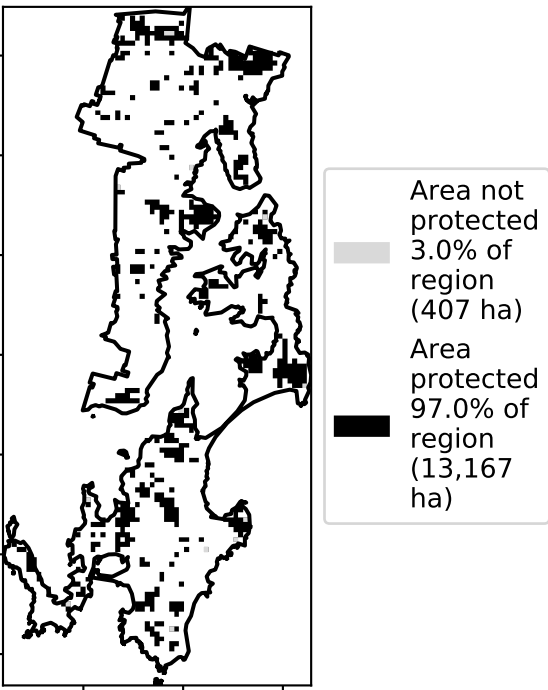 Area not
protected
3.0% of
region
(407 ha)
Area
protected
97.0% of
region
(13,167
ha)